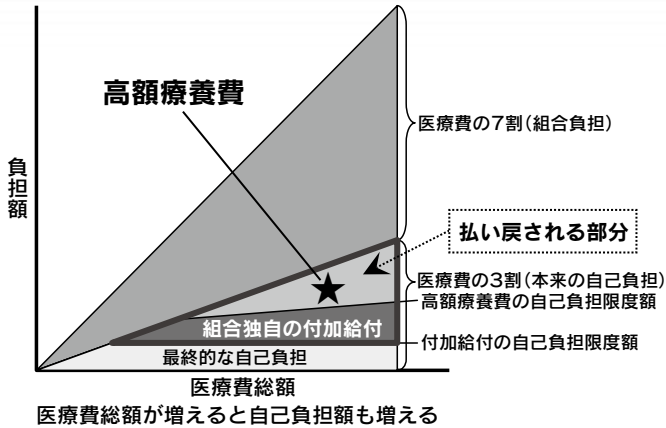 高額療養費
医療費の7割（組合負担）
負担額
払い戻される部分
医療費の3割（本来の自己負担）
高額療養費の自己負担限度額
組合独自の付加給付
付加給付の自己負担限度額
最終的な自己負担
医療費総額
医療費総額が増えると自己負担額も増える